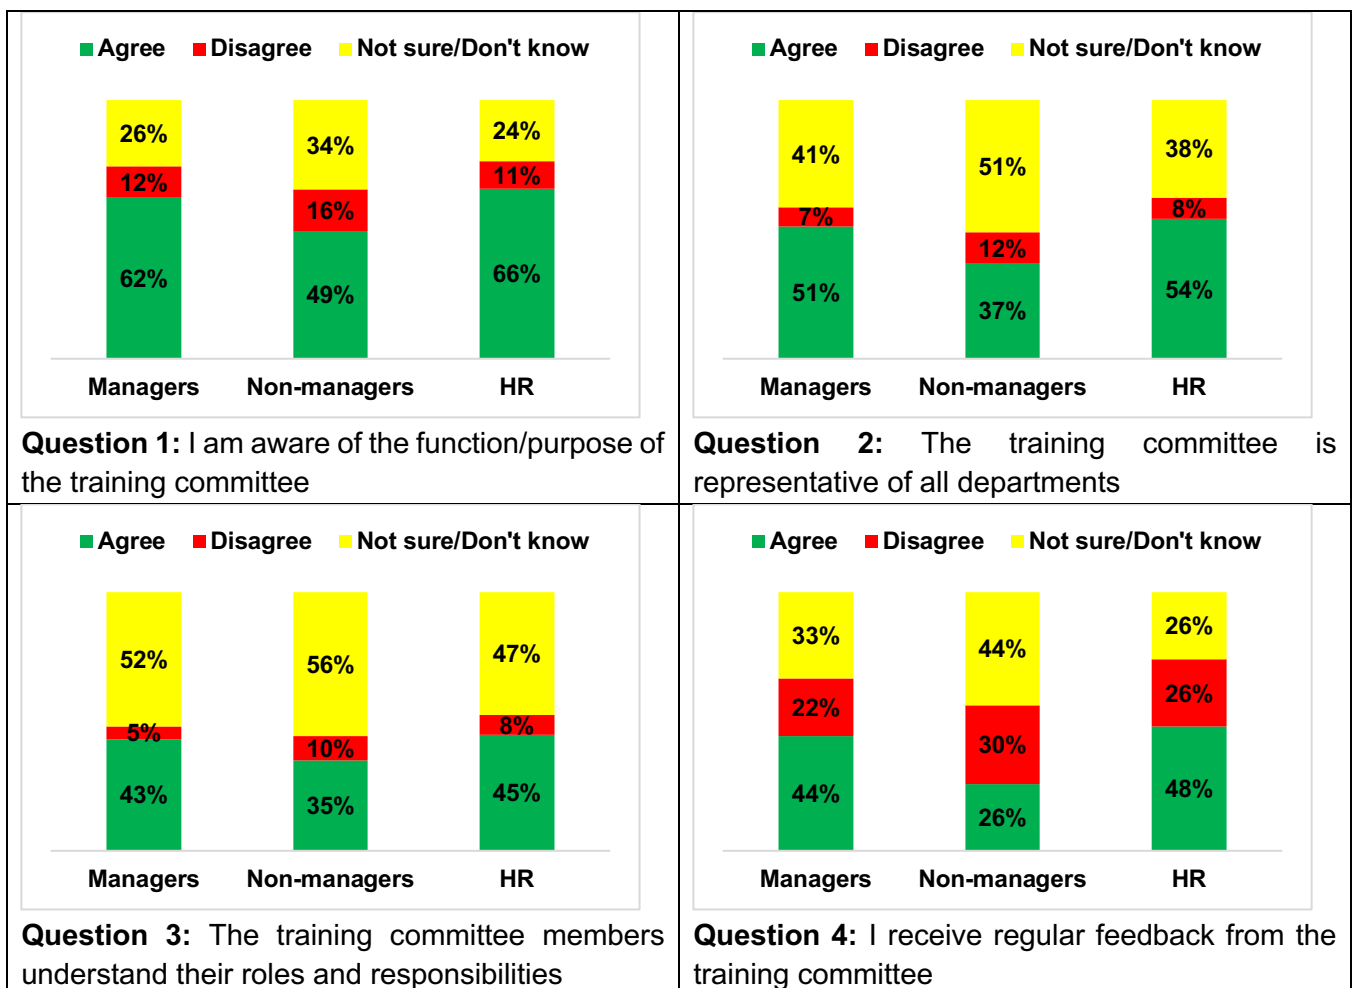 Agree Disagree Not sure/Don't know
26% 34% 24%
12% 16% 11%
62% 49% 66%
Managers Non-managers HR
Question 1: I am aware of the function/purpose of
the training committee
Agree Disagree Not sure/Don't know
41% 51% 38%
7% 12% 8%
51% 37% 54%
Managers Non-managers HR
Question 2: The training committee is
representative of all departments
Agree Disagree Not sure/Don't know
52% 56% 47%
5% 10% 8%
43% 35% 45%
Managers Non-managers HR
Question 3: The training committee members
understand their roles and responsibilities
Agree Disagree Not sure/Don't know
33% 44% 26%
22% 30% 26%
44% 26% 48%
Managers Non-managers HR
Question 4: I receive regular feedback from the
training committee